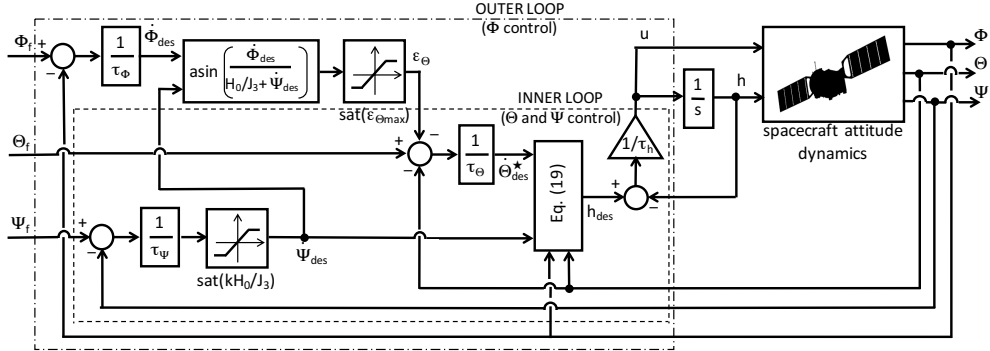 OUTER LOOP
(Φ control)
Φf + −
1
τΦ
Φ̇des
asin ( Φ̇des
H0/J3 + Ψ̇des )
εΘ
sat(εΘmax)
u
1
s
h
Φ
Θ
Ψ
spacecraft attitude
dynamics
INNER LOOP
(Θ and Ψ control)
Θf
+ − −
1
τΘ
Θ̇des★
Eq. (19)
hdes
+ −
1/τh
Ψf
+ −
1
τΨ
sat(kH0/J3)
Ψ̇des